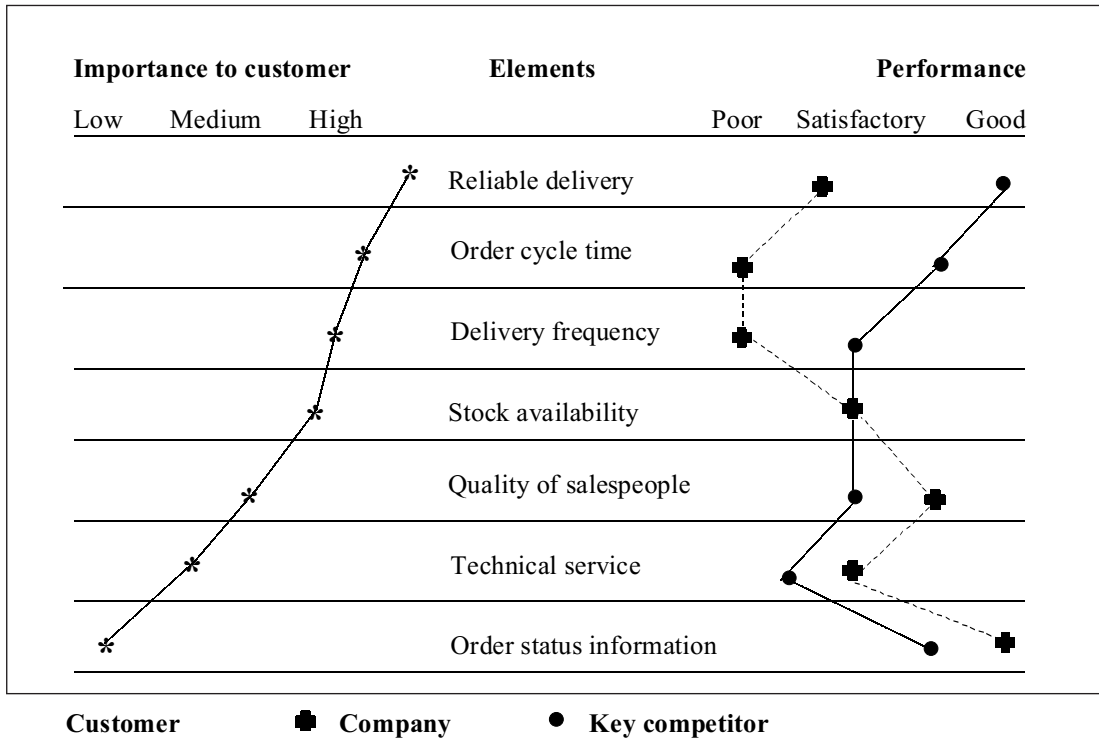 Importance to customer Elements Performance
Low Medium High Poor Satisfactory Good
Reliable delivery
Order cycle time
Delivery frequency
Stock availability
Quality of salespeople
Technical service
Order status information
Customer Company Key competitor